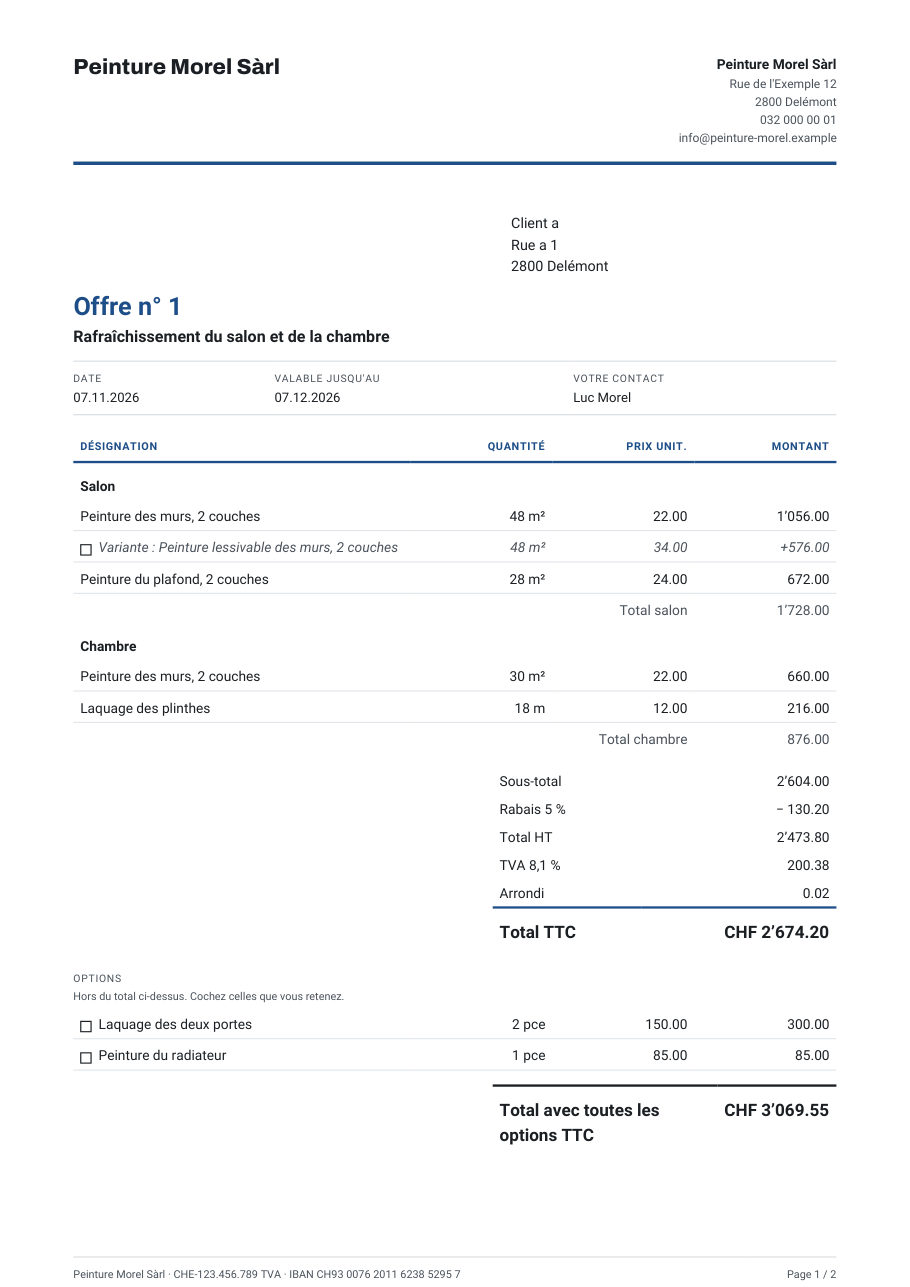 Peinture Morel Sàrl
Peinture Morel Sàrl
Rue de l'Exemple 12
2800 Delémont
032 000 00 01
info@peinture-morel.example
Client a
Rue a 1
2800 Delémont
Offre n° 1
Rafraîchissement du salon et de la chambre
DATE VALABLE JUSQU'AU VOTRE CONTACT
07.11.2026 07.12.2026 Luc Morel
DÉSIGNATION QUANTITÉ PRIX UNIT. MONTANT
Salon
Peinture des murs, 2 couches 48 m² 22.00 1’056.00
☐ Variante : Peinture lessivable des murs, 2 couches 48 m² 34.00 +576.00
Peinture du plafond, 2 couches 28 m² 24.00 672.00
Total salon 1’728.00
Chambre
Peinture des murs, 2 couches 30 m² 22.00 660.00
Laquage des plinthes 18 m 12.00 216.00
Total chambre 876.00
Sous-total 2’604.00
Rabais 5 % − 130.20
Total HT 2’473.80
TVA 8,1 % 200.38
Arrondi 0.02
Total TTC CHF 2’674.20
OPTIONS
Hors du total ci-dessus. Cochez celles que vous retenez.
☐ Laquage des deux portes 2 pce 150.00 300.00
☐ Peinture du radiateur 1 pce 85.00 85.00
Total avec toutes les CHF 3’069.55
options TTC
Peinture Morel Sàrl · CHE-123.456.789 TVA · IBAN CH93 0076 2011 6238 5295 7 Page 1 / 2